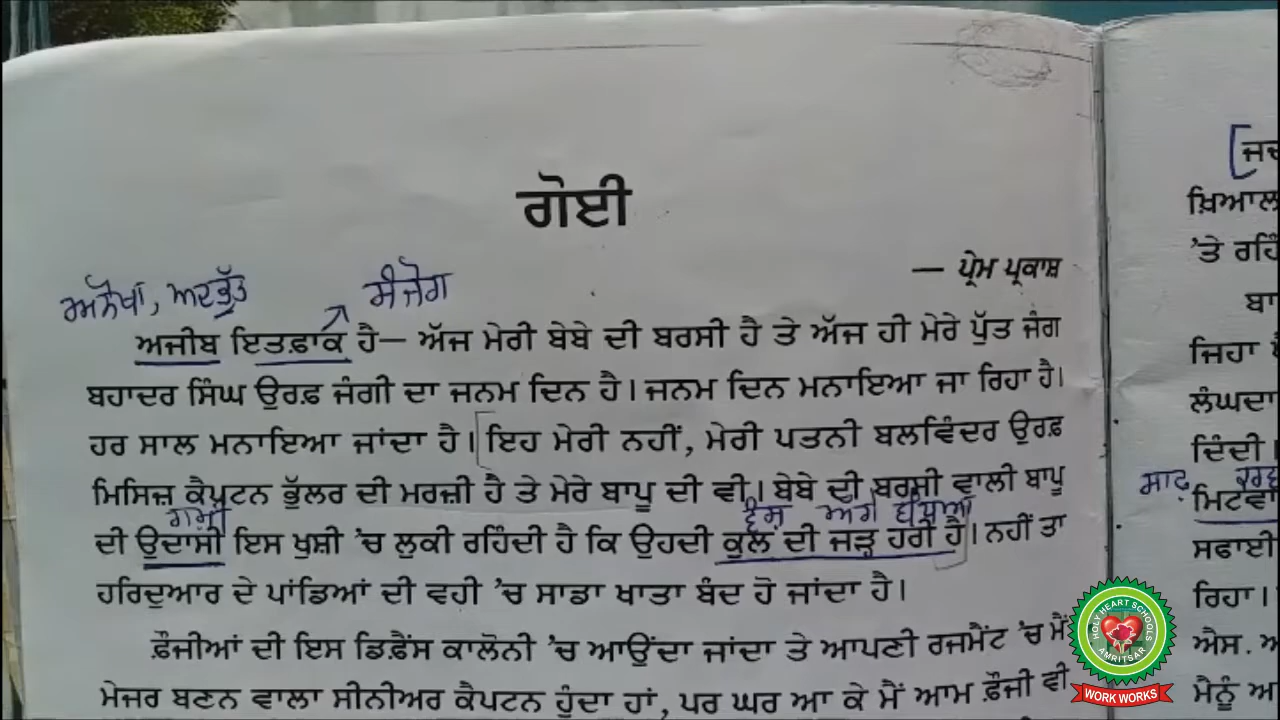 ਗੋਈ
— ਪ੍ਰੇਮ ਪ੍ਰਕਾਸ਼
ਅਨੋਖਾ, ਅਦਭੁੱਤ ਸੰਜੋਗ
ਅਜੀਬ ਇਤਫ਼ਾਕ ਹੈ— ਅੱਜ ਮੇਰੀ ਬੇਬੇ ਦੀ ਬਰਸੀ ਹੈ ਤੇ ਅੱਜ ਹੀ ਮੇਰੇ ਪੁੱਤ ਜੰਗ
ਬਹਾਦਰ ਸਿੰਘ ਉਰਫ਼ ਜੰਗੀ ਦਾ ਜਨਮ ਦਿਨ ਹੈ। ਜਨਮ ਦਿਨ ਮਨਾਇਆ ਜਾ ਰਿਹਾ ਹੈ।
ਹਰ ਸਾਲ ਮਨਾਇਆ ਜਾਂਦਾ ਹੈ। [ਇਹ ਮੇਰੀ ਨਹੀਂ, ਮੇਰੀ ਪਤਨੀ ਬਲਵਿੰਦਰ ਉਰਫ਼
ਮਿਸਿਜ਼ ਕੈਪਟਨ ਭੁੱਲਰ ਦੀ ਮਰਜ਼ੀ ਹੈ ਤੇ ਮੇਰੇ ਬਾਪੂ ਦੀ ਵੀ। ਬੇਬੇ ਦੀ ਬਰਸੀ ਵਾਲੀ ਬਾਪੂ
ਗਮੀ ਵੰਸ਼ ਅੱਗੇ
ਦੀ ਉਦਾਸੀ ਇਸ ਖੁਸ਼ੀ ’ਚ ਲੁਕੀ ਰਹਿੰਦੀ ਹੈ ਕਿ ਉਹਦੀ ਕੁਲ ਦੀ ਜੜ੍ਹ ਹਰੀ ਹੈ]। ਨਹੀਂ ਤਾ
ਹਰਿਦੁਆਰ ਦੇ ਪਾਂਡਿਆਂ ਦੀ ਵਹੀ ’ਚ ਸਾਡਾ ਖਾਤਾ ਬੰਦ ਹੋ ਜਾਂਦਾ ਹੈ।
ਫ਼ੌਜੀਆਂ ਦੀ ਇਸ ਡਿਫ਼ੈਂਸ ਕਾਲੋਨੀ ’ਚ ਆਉਂਦਾ ਜਾਂਦਾ ਤੇ ਆਪਣੀ ਰਜਮੈਂਟ ’ਚ ਮੈਂ
ਮੇਜਰ ਬਣਨ ਵਾਲਾ ਸੀਨੀਅਰ ਕੈਪਟਨ ਹੁੰਦਾ ਹਾਂ, ਪਰ ਘਰ ਆ ਕੇ ਮੈਂ ਆਮ ਫ਼ੌਜੀ ਵੀ
[ਜਦ
ਖ਼ਿਆਲ
’ਤੇ ਰਹਿੰ
ਬਾ
ਜਿਹਾ
ਲੰਘਦਾ
ਦਿੰਦੀ।
ਸਾਫ਼
ਮਿਟਵਾ
ਸਫਾਈ
ਰਿਹਾ।
ਐਸ.
ਮੈਨੂੰ
HOLY HEART SCHOOLS
AMRITSAR
WORK WORKS